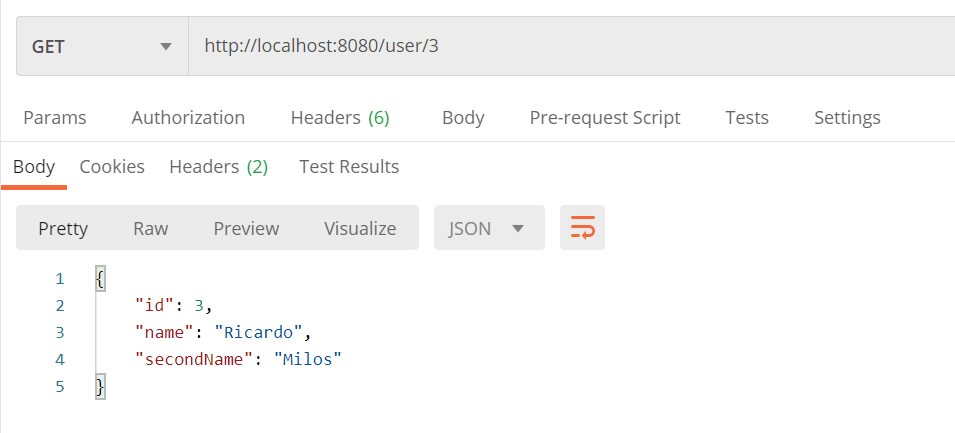 GET http://localhost:8080/user/3
Params Authorization Headers (6) Body Pre-request Script Tests Settings
Body Cookies Headers (2) Test Results
Pretty Raw Preview Visualize JSON
1 {
2 "id": 3,
3 "name": "Ricardo",
4 "secondName": "Milos"
5 }